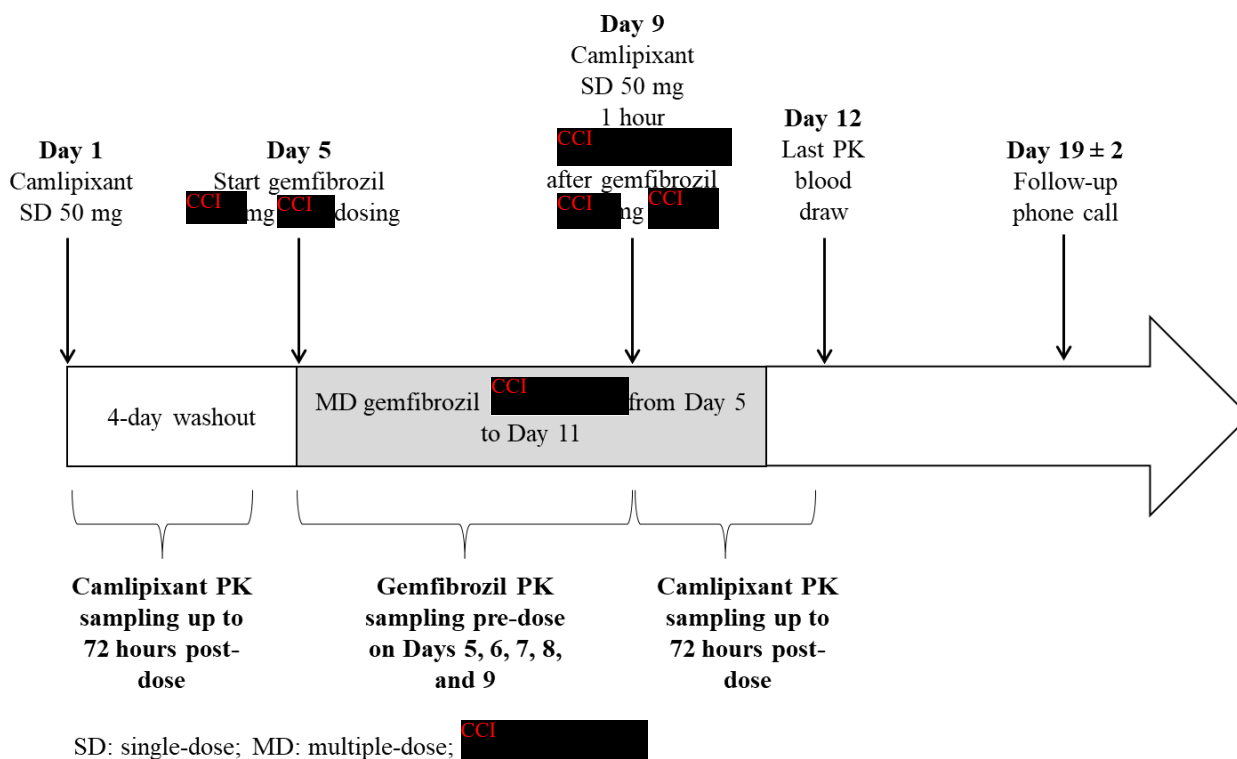 Day 1
Camlipixant
SD 50 mg
Day 5
Start gemfibrozil
CCI mg CCI dosing
Day 9
Camlipixant
SD 50 mg
1 hour
CCI
after gemfibrozil
CCI mg CCI
Day 12
Last PK
blood
draw
Day 19 ± 2
Follow-up
phone call
4-day washout
MD gemfibrozil CCI from Day 5
to Day 11
Camlipixant PK
sampling up to
72 hours post-
dose
Gemfibrozil PK
sampling pre-dose
on Days 5, 6, 7, 8,
and 9
Camlipixant PK
sampling up to
72 hours post-
dose
SD: single-dose; MD: multiple-dose; CCI